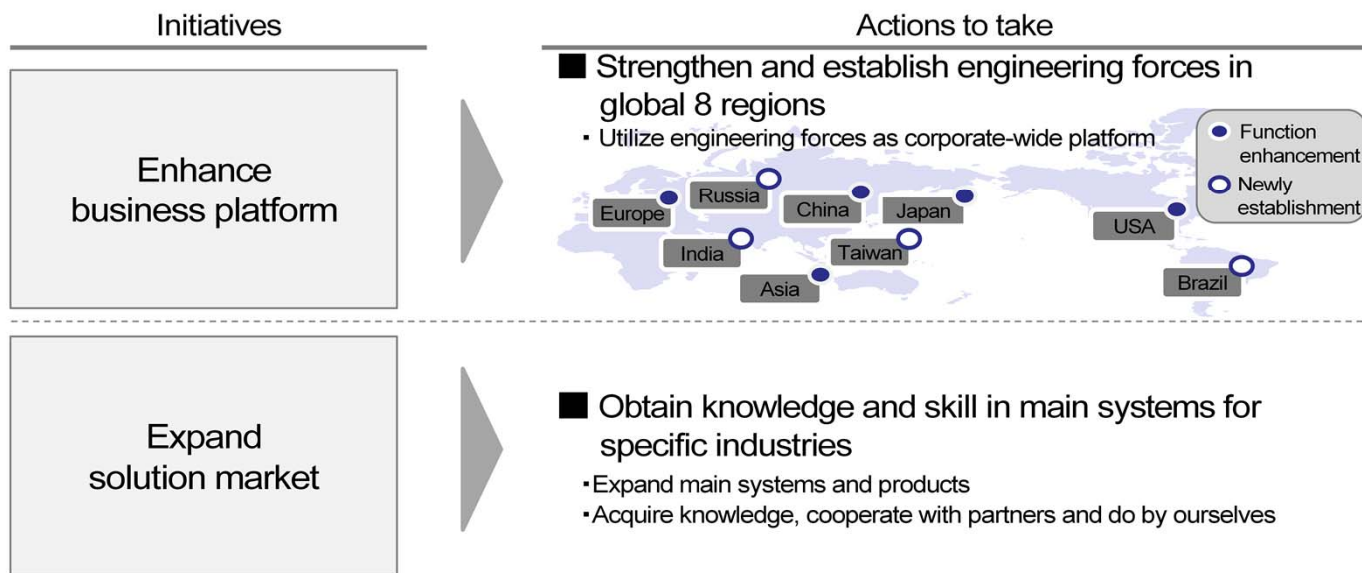 Initiatives
Actions to take
Enhance
business platform
■ Strengthen and establish engineering forces in
global 8 regions
・Utilize engineering forces as corporate-wide platform
Function
enhancement
Newly
establishment
Europe
Russia
China
Japan
USA
India
Taiwan
Asia
Brazil
Expand
solution market
■ Obtain knowledge and skill in main systems for
specific industries
・Expand main systems and products
・Acquire knowledge, cooperate with partners and do by ourselves